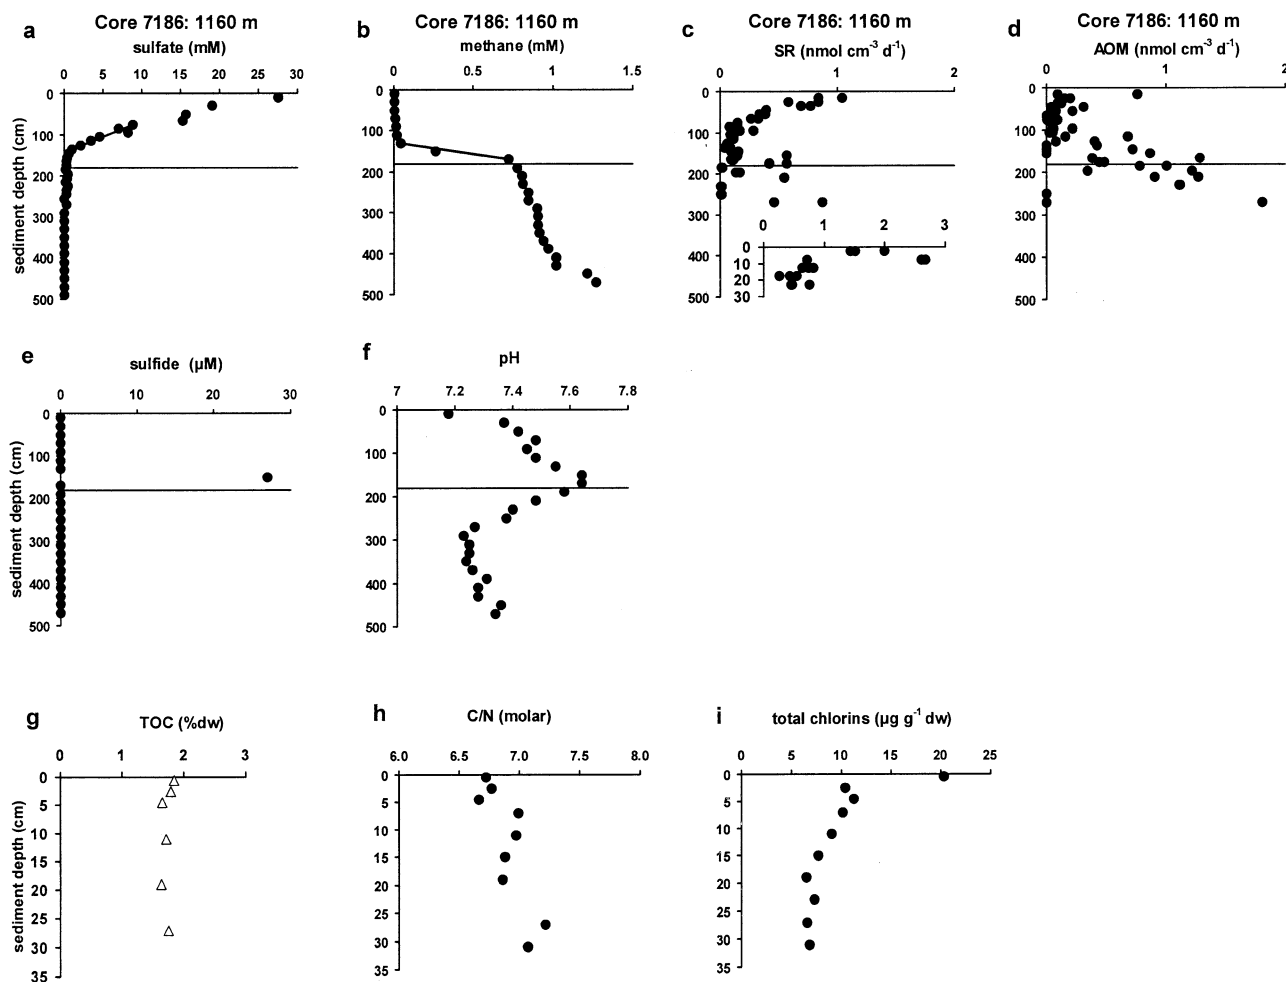 a
Core 7186: 1160 m
sulfate (mM)
0 5 10 15 20 25 30
0
100
200
300
400
500
sediment depth (cm)
b
Core 7186: 1160 m
methane (mM)
0 0.5 1 1.5
0
100
200
300
400
500
c
Core 7186: 1160 m
SR (nmol cm⁻³ d⁻¹)
0 1 2
0
100
200
300
400
500
0 1 2 3
0
10
20
30
d
Core 7186: 1160 m
AOM (nmol cm⁻³ d⁻¹)
0 1 2
0
100
200
300
400
500
e
sulfide (µM)
0 10 20 30
0
100
200
300
400
500
sediment depth (cm)
f
pH
7 7.2 7.4 7.6 7.8
0
100
200
300
400
500
g
TOC (%dw)
0 1 2 3
0
5
10
15
20
25
30
35
sediment depth (cm)
h
C/N (molar)
6.0 6.5 7.0 7.5 8.0
0
5
10
15
20
25
30
35
i
total chlorins (µg g⁻¹ dw)
0 5 10 15 20 25
0
5
10
15
20
25
30
35